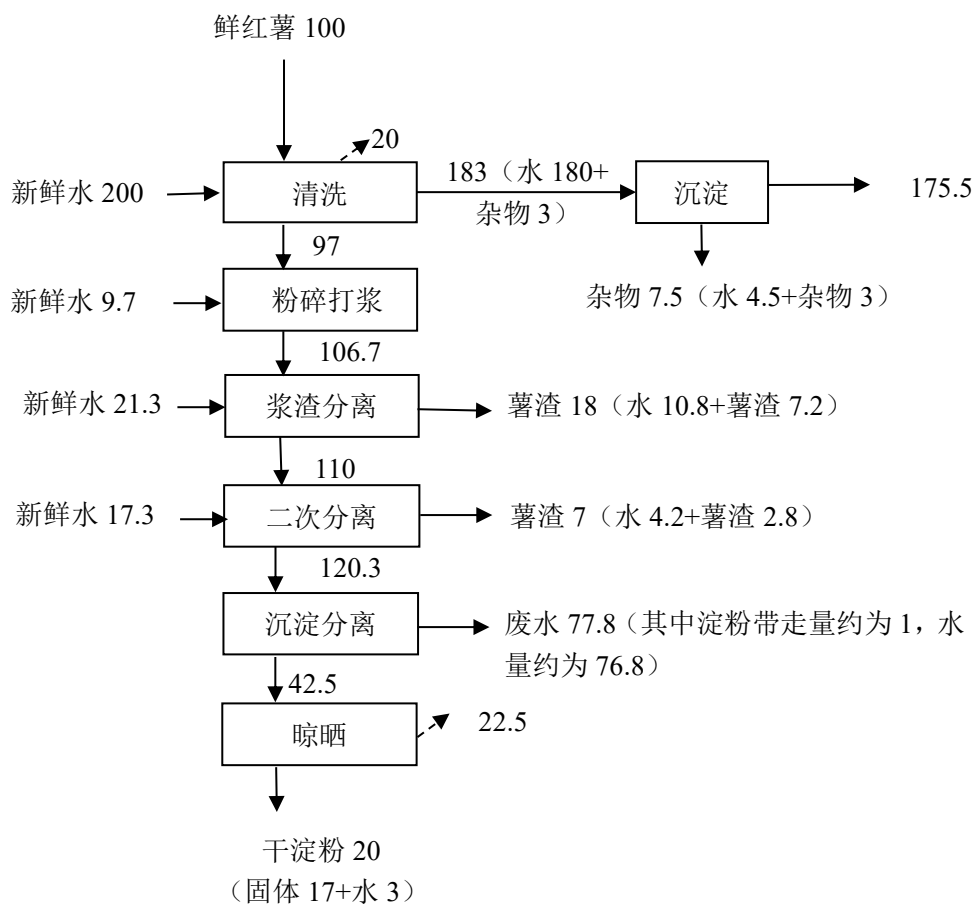 鲜红薯 100
20
新鲜水 200
清洗
183（水 180+
杂物 3）
沉淀
175.5
97
杂物 7.5（水 4.5+杂物 3）
新鲜水 9.7
粉碎打浆
106.7
新鲜水 21.3
浆渣分离
薯渣 18（水 10.8+薯渣 7.2）
110
新鲜水 17.3
二次分离
薯渣 7（水 4.2+薯渣 2.8）
120.3
沉淀分离
废水 77.8（其中淀粉带走量约为 1，水
量约为 76.8）
42.5
晾晒
22.5
干淀粉 20
（固体 17+水 3）